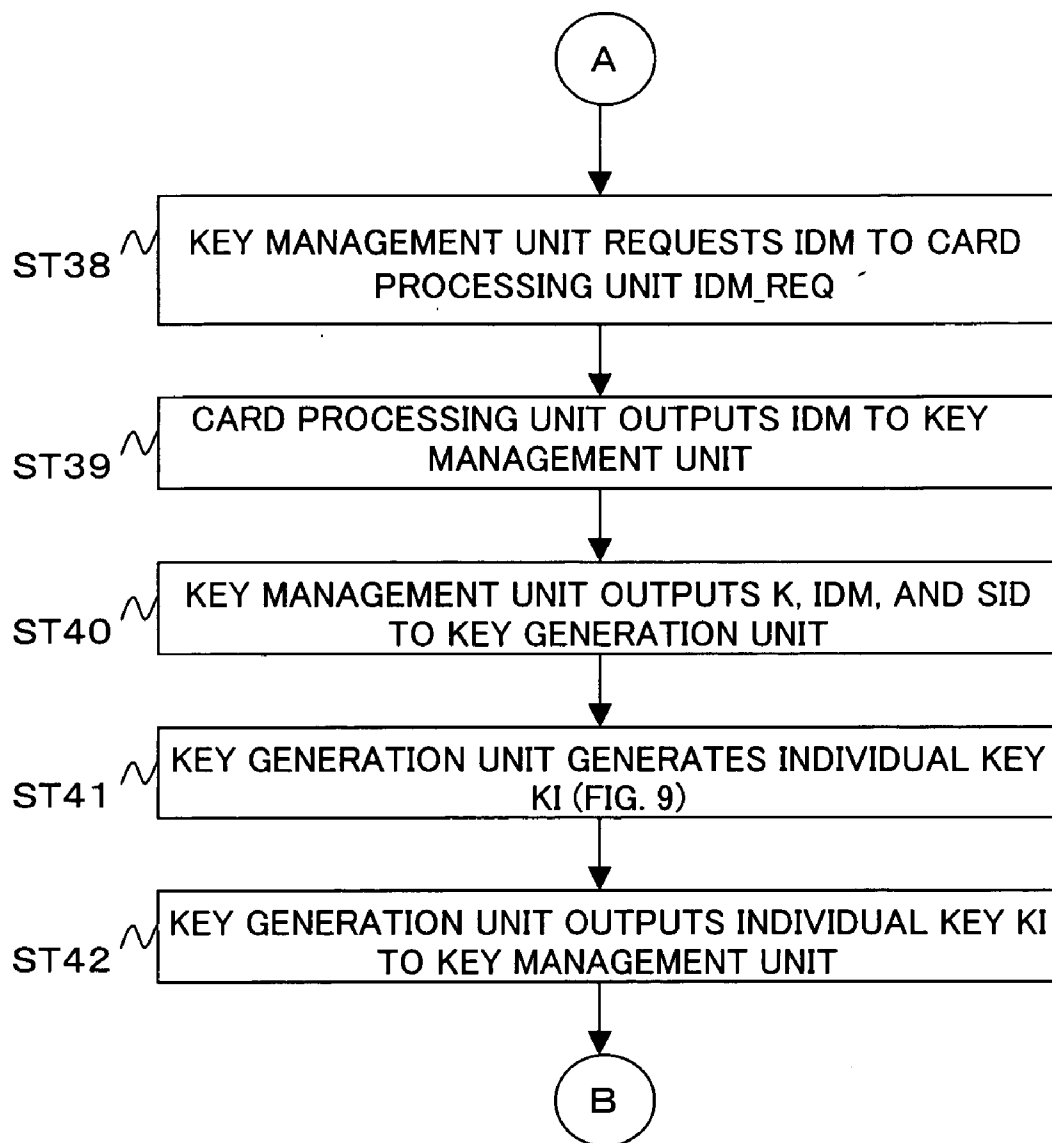 A
ST38
KEY MANAGEMENT UNIT REQUESTS IDM TO CARD
PROCESSING UNIT IDM_REQ
ST39
CARD PROCESSING UNIT OUTPUTS IDM TO KEY
MANAGEMENT UNIT
ST40
KEY MANAGEMENT UNIT OUTPUTS K, IDM, AND SID
TO KEY GENERATION UNIT
ST41
KEY GENERATION UNIT GENERATES INDIVIDUAL KEY
KI (FIG. 9)
ST42
KEY GENERATION UNIT OUTPUTS INDIVIDUAL KEY KI
TO KEY MANAGEMENT UNIT
B